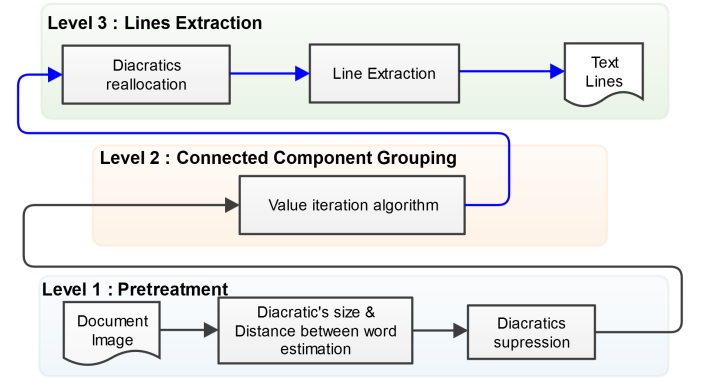 Level 3 : Lines Extraction
Diacratics
reallocation
Line Extraction
Text
Lines
Level 2 : Connected Component Grouping
Value iteration algorithm
Level 1 : Pretreatment
Document
Image
Diacratic's size &
Distance between word
estimation
Diacratics
supression